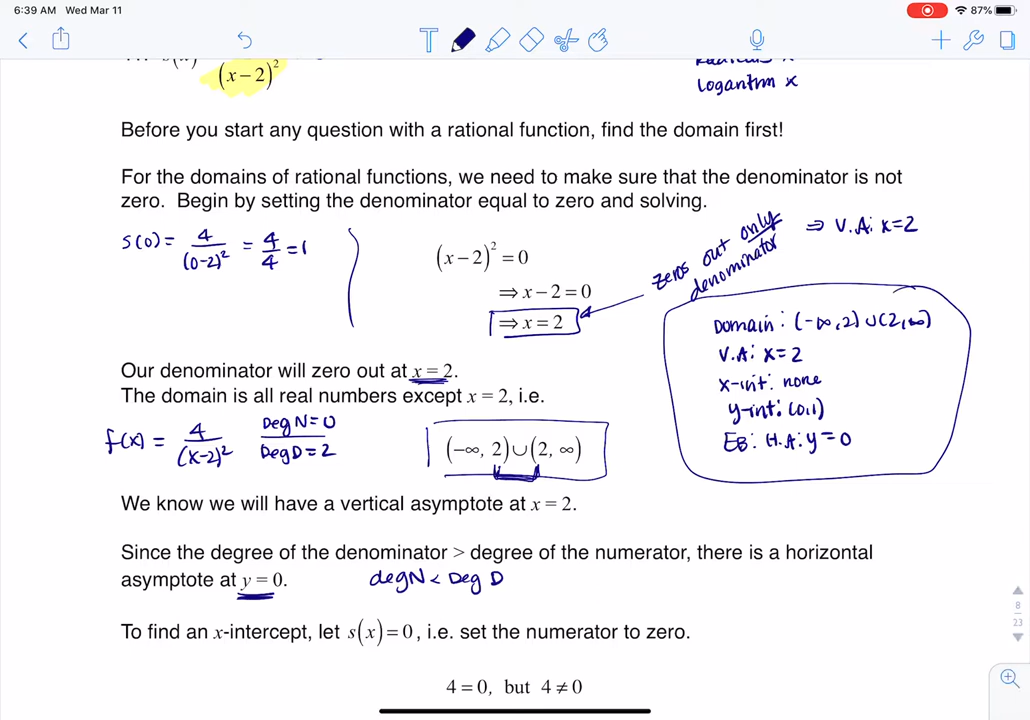 6:39 AM Wed Mar 11
87%
(x−2)²
Logarithm x
Before you start any question with a rational function, find the domain first!
For the domains of rational functions, we need to make sure that the denominator is not
zero. Begin by setting the denominator equal to zero and solving.
s(0) = 4/(0-2)² = 4/4 = 1
(x−2)² = 0
⇒ x−2 = 0
⇒ x = 2
zeros out only
denominator
⇒ V.A: x=2
Domain: (-∞,2) ∪ (2,∞)
V.A: x=2
x-int: none
y-int: (0,1)
EB: H.A: y=0
Our denominator will zero out at x = 2.
The domain is all real numbers except x = 2, i.e.
f(x) = 4/(x-2)²
Deg N=0
Deg D=2
(−∞, 2)∪(2, ∞)
We know we will have a vertical asymptote at x = 2.
Since the degree of the denominator > degree of the numerator, there is a horizontal
asymptote at y = 0.
deg N < Deg D
To find an x-intercept, let s(x) = 0, i.e. set the numerator to zero.
4 = 0, but 4 ≠ 0
8
23